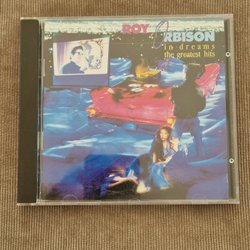 ROY
ORBISON
in dreams
the greatest hits